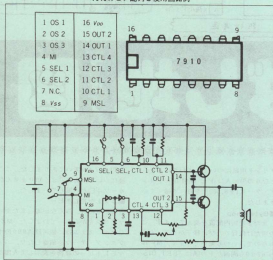 1 OS 1
2 OS 2
3 OS 3
4 MI
5 SEL 1
6 SEL 2
7 N.C.
8 Vss
16 VDD
15 OUT 2
14 OUT 1
13 CTL 4
12 CTL 3
11 CTL 2
10 CTL 1
9 MSL
16
9
7910
1
8
16 5 6 10 11
VDD SEL1 SEL2 CTL 1 CTL 2
9 MSL
OUT 1 14
4 MI
OUT 2 15
Vss
CTL 4 CTL 3
8 1 2 3 13 12